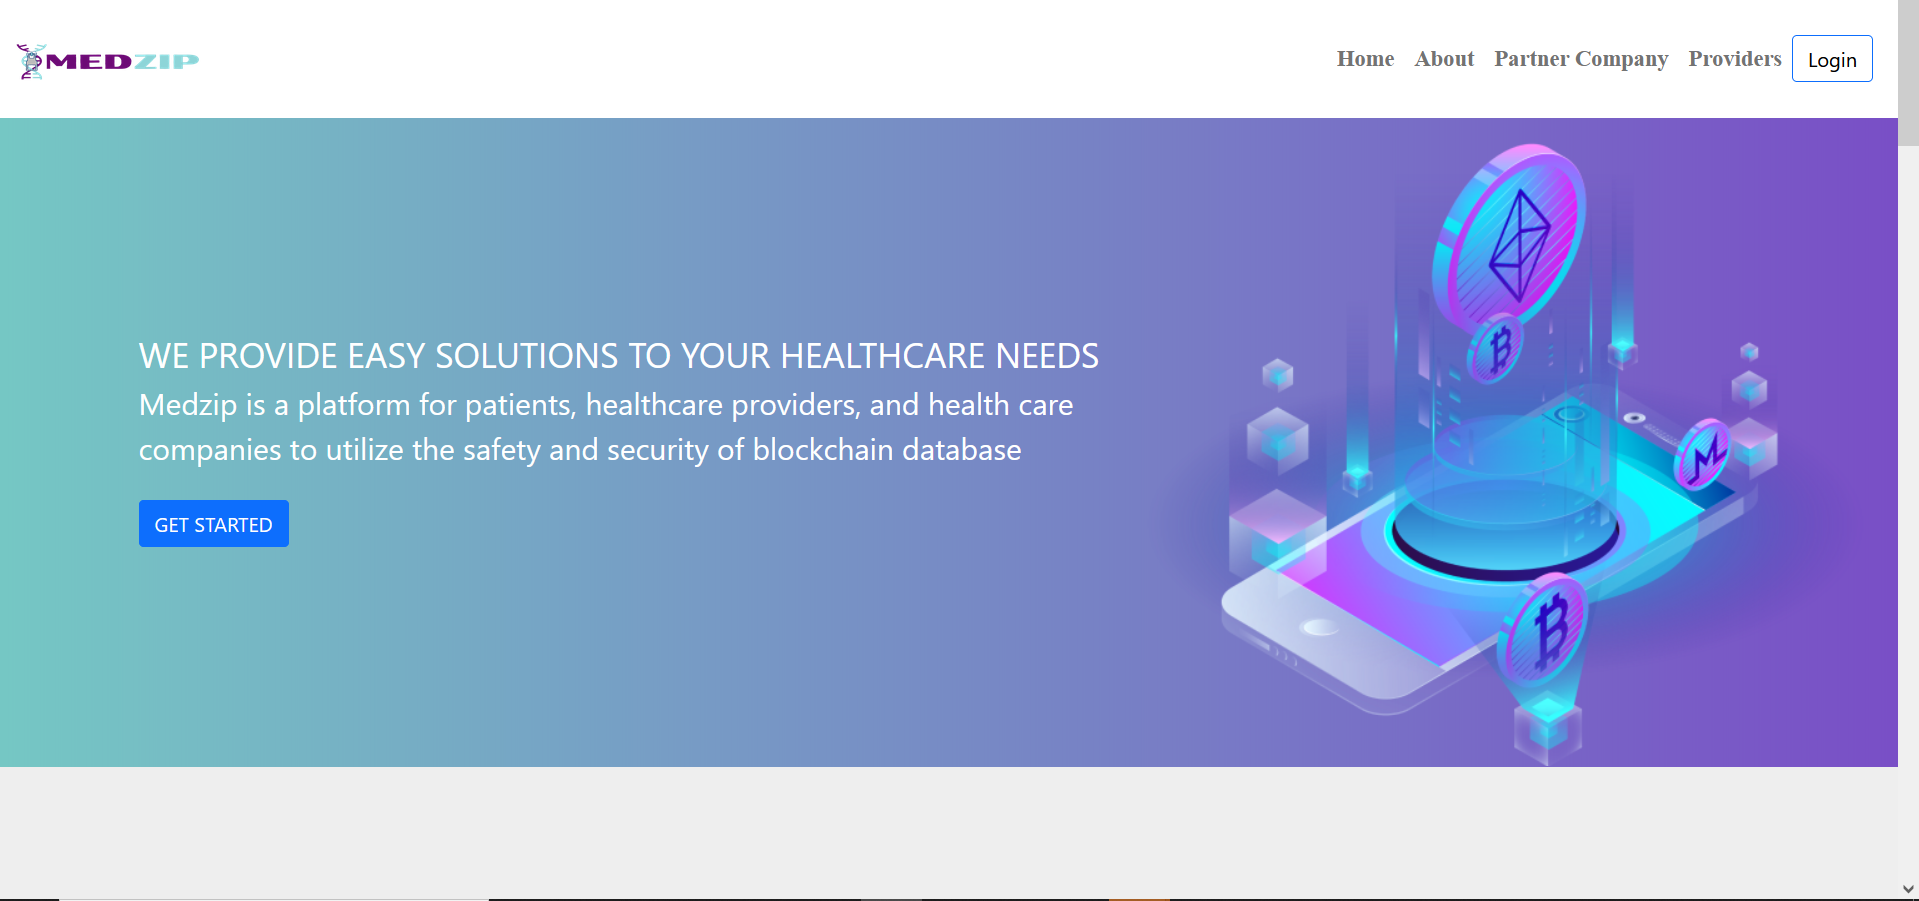 MEDZIP
Home About Partner Company Providers Login
WE PROVIDE EASY SOLUTIONS TO YOUR HEALTHCARE NEEDS
Medzip is a platform for patients, healthcare providers, and health care
companies to utilize the safety and security of blockchain database
GET STARTED